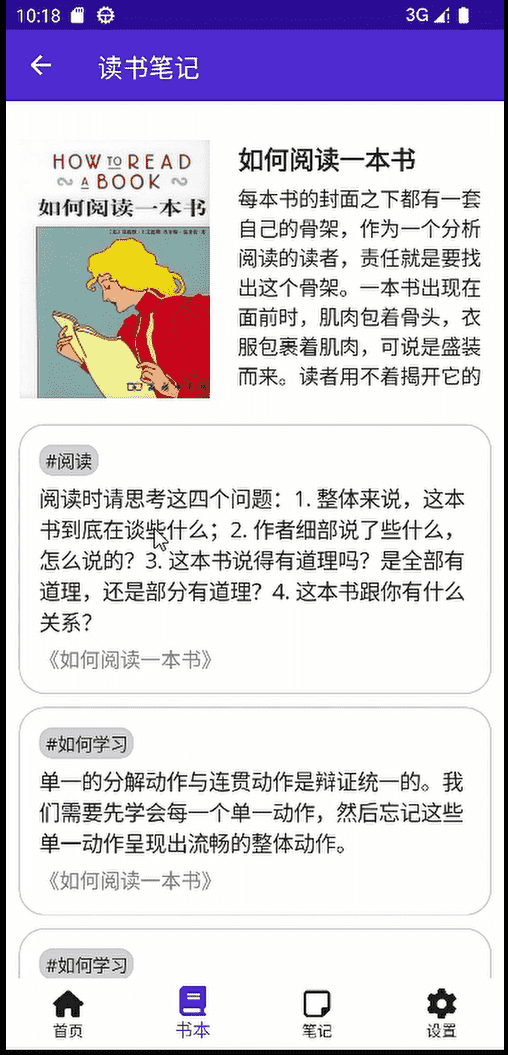 10:18
3G
读书笔记
HOW TO READ
A BOOK
如何阅读一本书
如何阅读一本书
每本书的封面之下都有一套
自己的骨架，作为一个分析
阅读的读者，责任就是要找
出这个骨架。一本书出现在
面前时，肌肉包着骨头，衣
服包裹着肌肉，可说是盛装
而来。读者用不着揭开它的
#阅读
阅读时请思考这四个问题：1. 整体来说，这本
书到底在谈些什么；2. 作者细部说了些什么，
怎么说的？3. 这本书说得有道理吗？是全部有
道理，还是部分有道理？4. 这本书跟你有什么
关系？
《如何阅读一本书》
#如何学习
单一的分解动作与连贯动作是辩证统一的。我
们需要先学会每一个单一动作，然后忘记这些
单一动作呈现出流畅的整体动作。
《如何阅读一本书》
#如何学习
首页
书本
笔记
设置